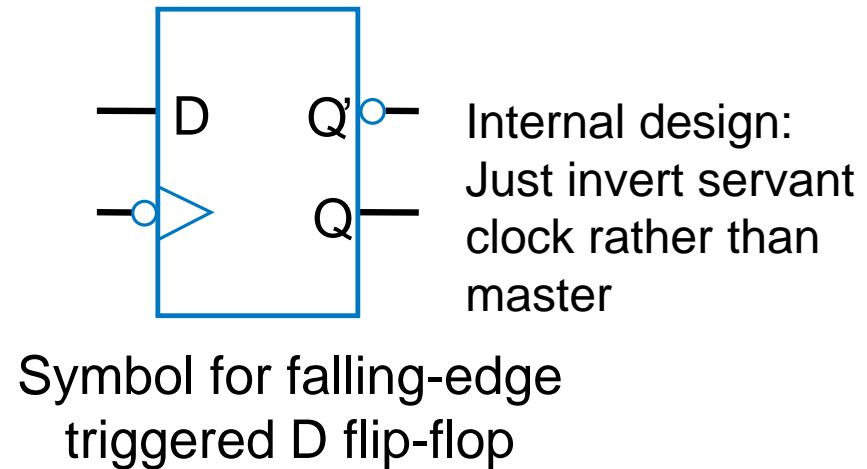 D
Q’
Q
Internal design:
Just invert servant
clock rather than
master
Symbol for falling-edge
triggered D flip-flop